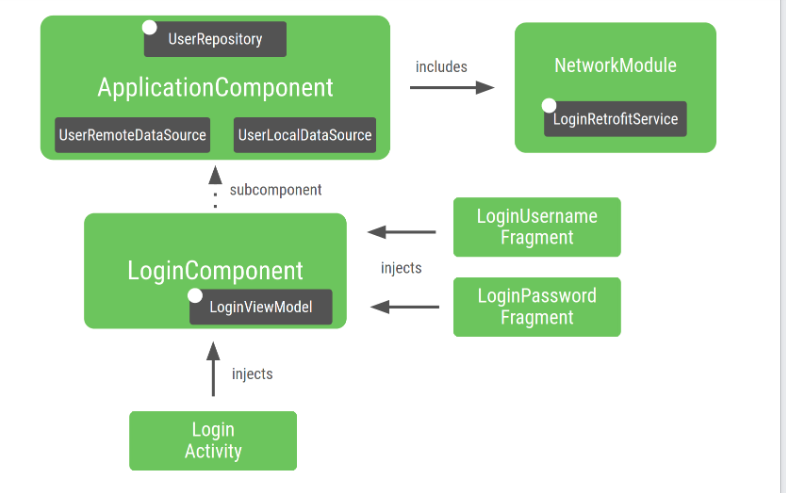 UserRepository
ApplicationComponent
UserRemoteDataSource
UserLocalDataSource
includes
NetworkModule
LoginRetrofitService
subcomponent
LoginComponent
LoginViewModel
LoginUsername
Fragment
injects
LoginPassword
Fragment
injects
Login
Activity